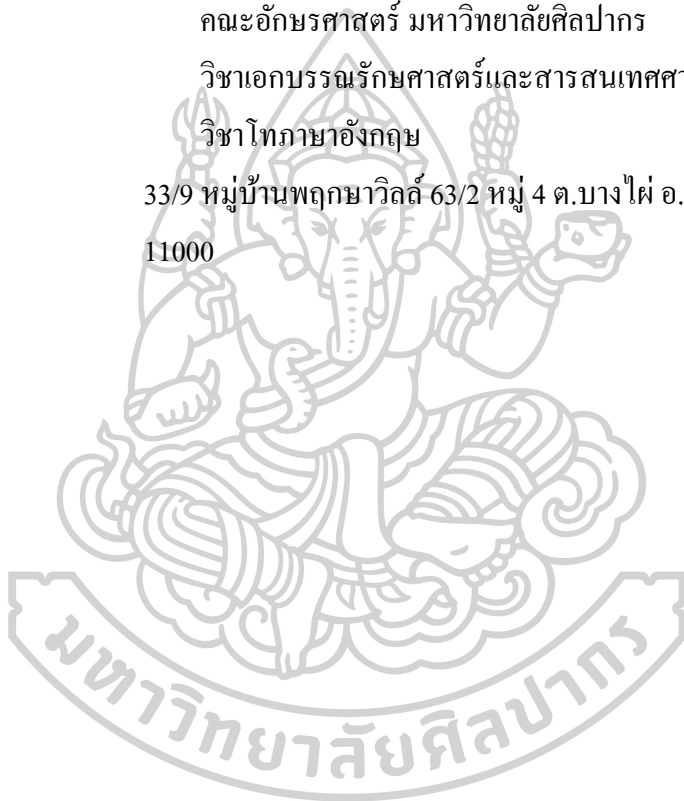 คณะอักษรศาสตร์ มหาวิทยาลัยศิลปากร
วิชาเอกบรรณรักษศาสตร์และสารสนเทศศา
วิชาโทภาษาอังกฤษ
33/9 หมู่บ้านพฤกษาวิลล์ 63/2 หมู่ 4 ต.บางไผ่ อ.
11000
มหาวิทยาลัยศิลปากร